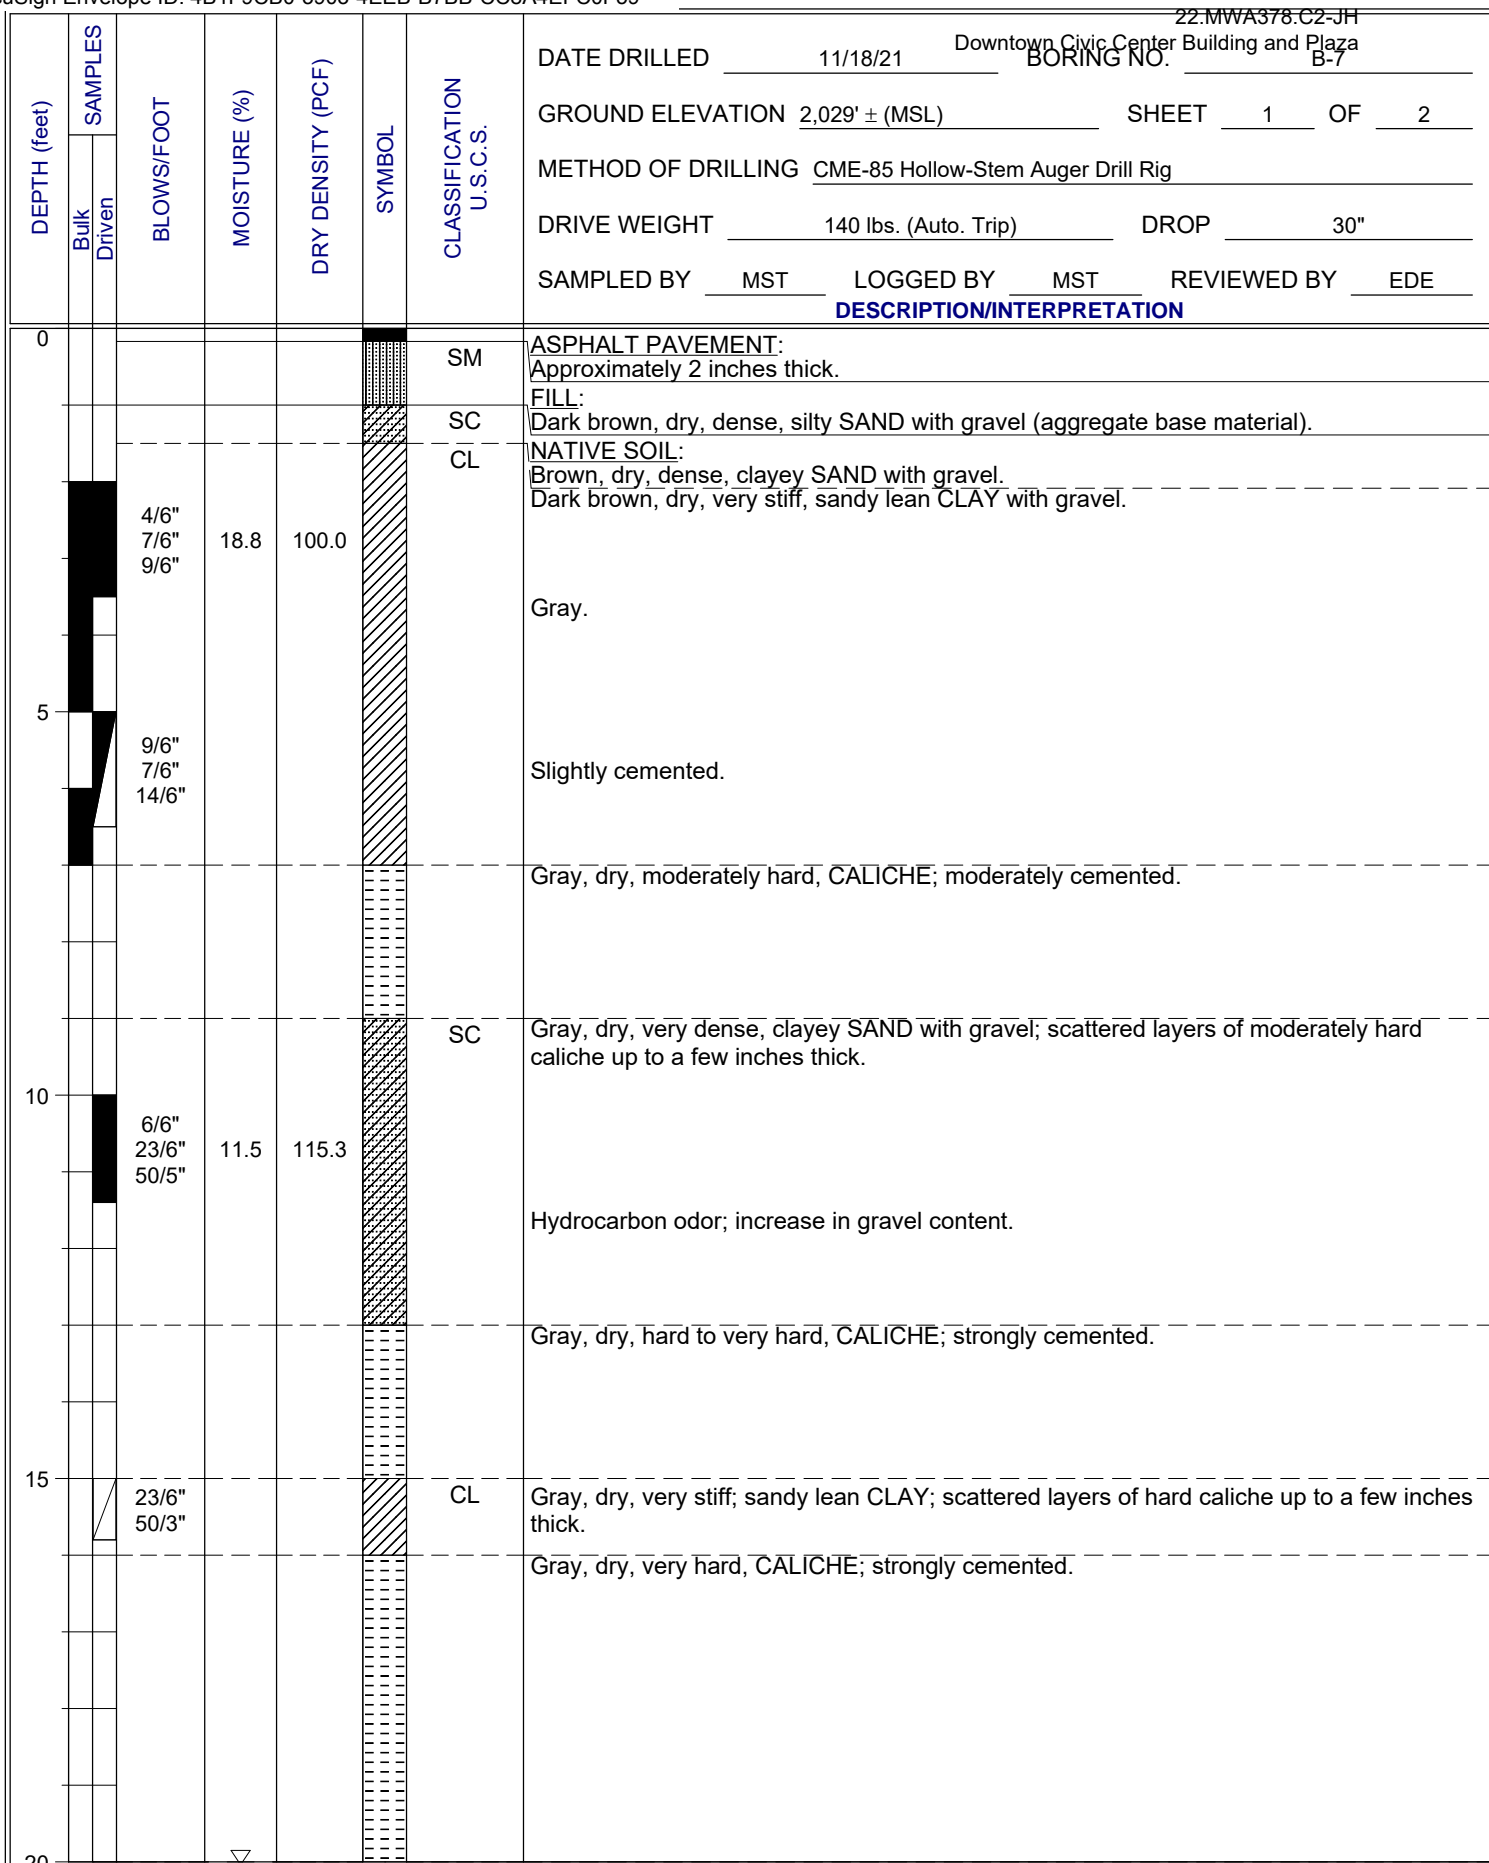 22.MWA378.C2-JH
Downtown Civic Center Building and Plaza
DEPTH (feet)
SAMPLES
Bulk
Driven
BLOWS/FOOT
MOISTURE (%)
DRY DENSITY (PCF)
SYMBOL
CLASSIFICATION
U.S.C.S.
DATE DRILLED 11/18/21 BORING NO. B-7
GROUND ELEVATION 2,029' ± (MSL) SHEET 1 OF 2
METHOD OF DRILLING CME-85 Hollow-Stem Auger Drill Rig
DRIVE WEIGHT 140 lbs. (Auto. Trip) DROP 30"
SAMPLED BY MST LOGGED BY MST REVIEWED BY EDE
DESCRIPTION/INTERPRETATION
0
SM
ASPHALT PAVEMENT:
Approximately 2 inches thick.
FILL:
SC
Dark brown, dry, dense, silty SAND with gravel (aggregate base material).
NATIVE SOIL:
CL
Brown, dry, dense, clayey SAND with gravel.
Dark brown, dry, very stiff, sandy lean CLAY with gravel.
4/6"
7/6" 18.8 100.0
9/6"
Gray.
5
9/6"
7/6"
14/6"
Slightly cemented.
Gray, dry, moderately hard, CALICHE; moderately cemented.
SC
Gray, dry, very dense, clayey SAND with gravel; scattered layers of moderately hard
caliche up to a few inches thick.
10
6/6"
23/6" 11.5 115.3
50/5"
Hydrocarbon odor; increase in gravel content.
Gray, dry, hard to very hard, CALICHE; strongly cemented.
15
23/6"
50/3"
CL
Gray, dry, very stiff; sandy lean CLAY; scattered layers of hard caliche up to a few inches
thick.
Gray, dry, very hard, CALICHE; strongly cemented.
20